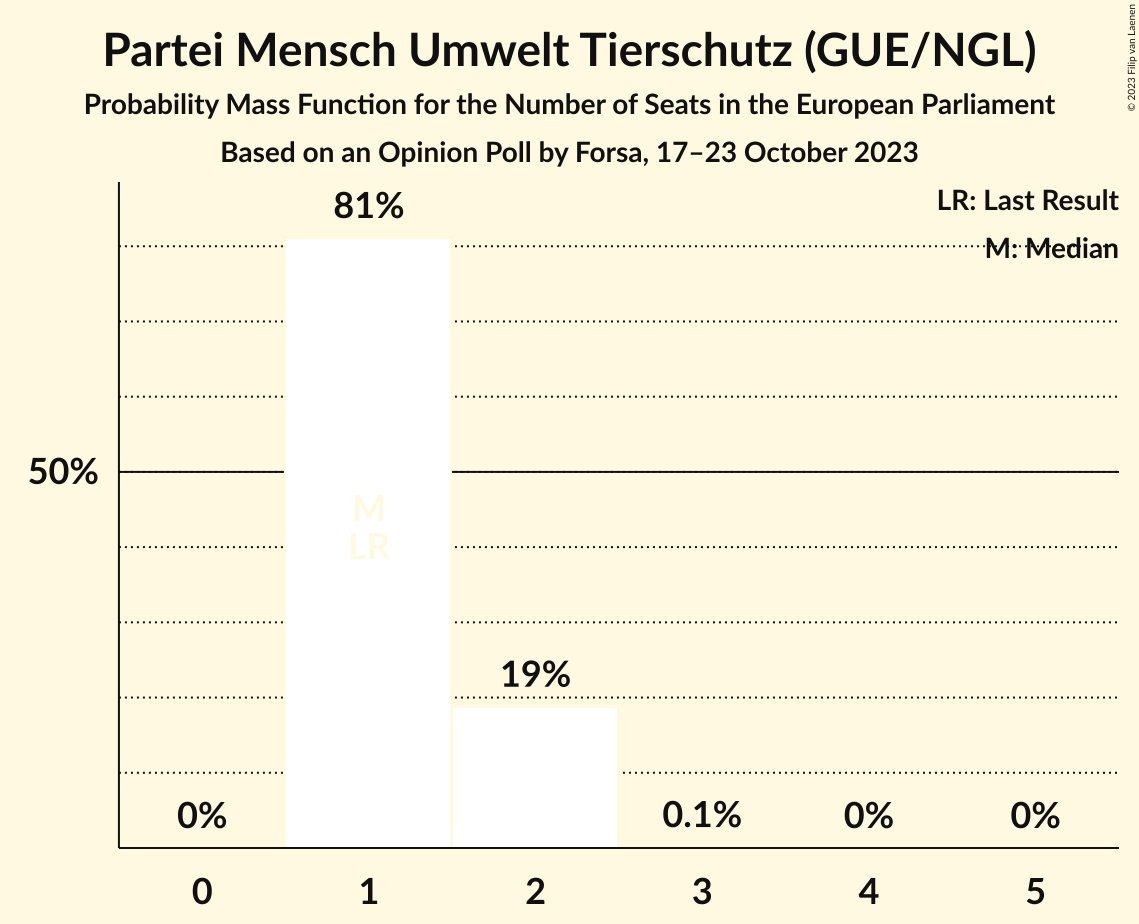 Partei Mensch Umwelt Tierschutz (GUE/NGL)
Probability Mass Function for the Number of Seats in the European Parliament
Based on an Opinion Poll by Forsa, 17–23 October 2023
© 2023 Filip van Laenen
LR: Last Result
M: Median
81%
50%
M
LR
19%
0%
0.1%
0%
0%
0 1 2 3 4 5